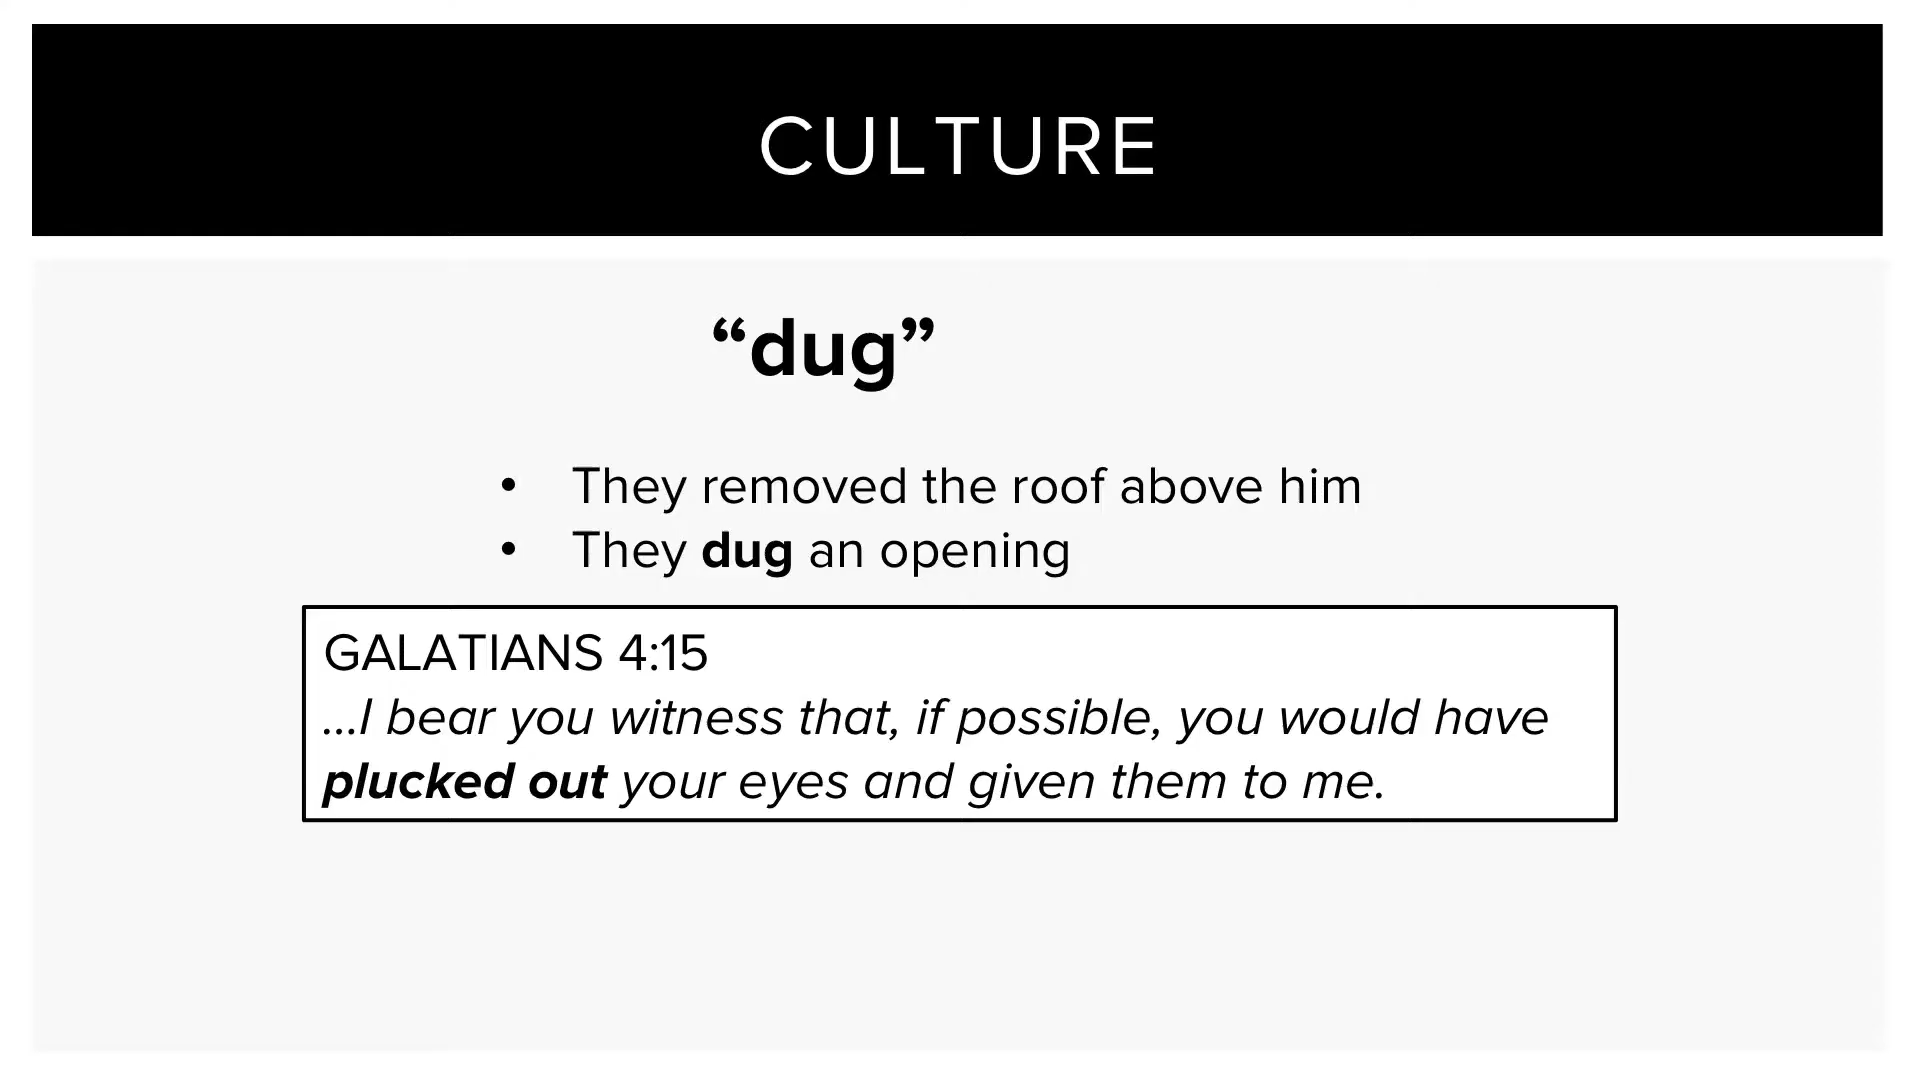 CULTURE
“dug”
• They removed the roof above him
• They dug an opening
GALATIANS 4:15
...I bear you witness that, if possible, you would have
plucked out your eyes and given them to me.